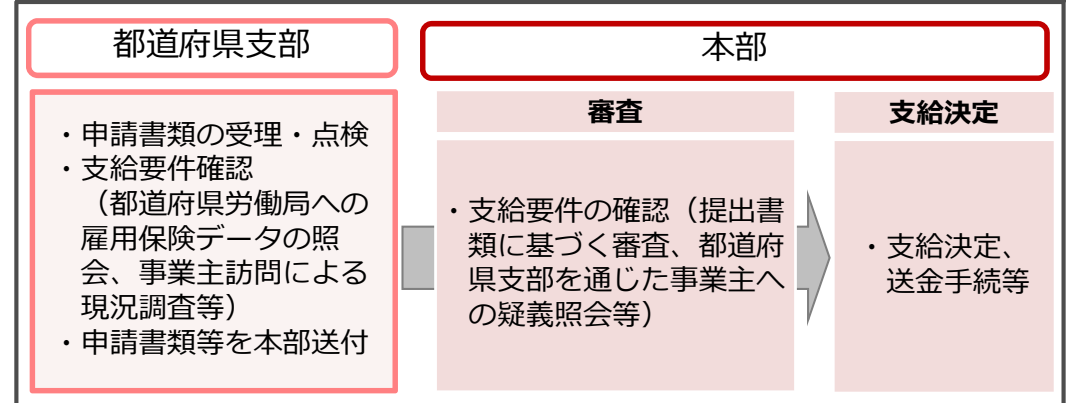 都道府県支部
・申請書類の受理・点検
・支給要件確認
（都道府県労働局への
雇用保険データの照
会、事業主訪問による
現況調査等）
・申請書類等を本部送付
本部
審査
・支給要件の確認（提出書
類に基づく審査、都道府
県支部を通じた事業主へ
の疑義照会等）
支給決定
・支給決定、
送金手続等